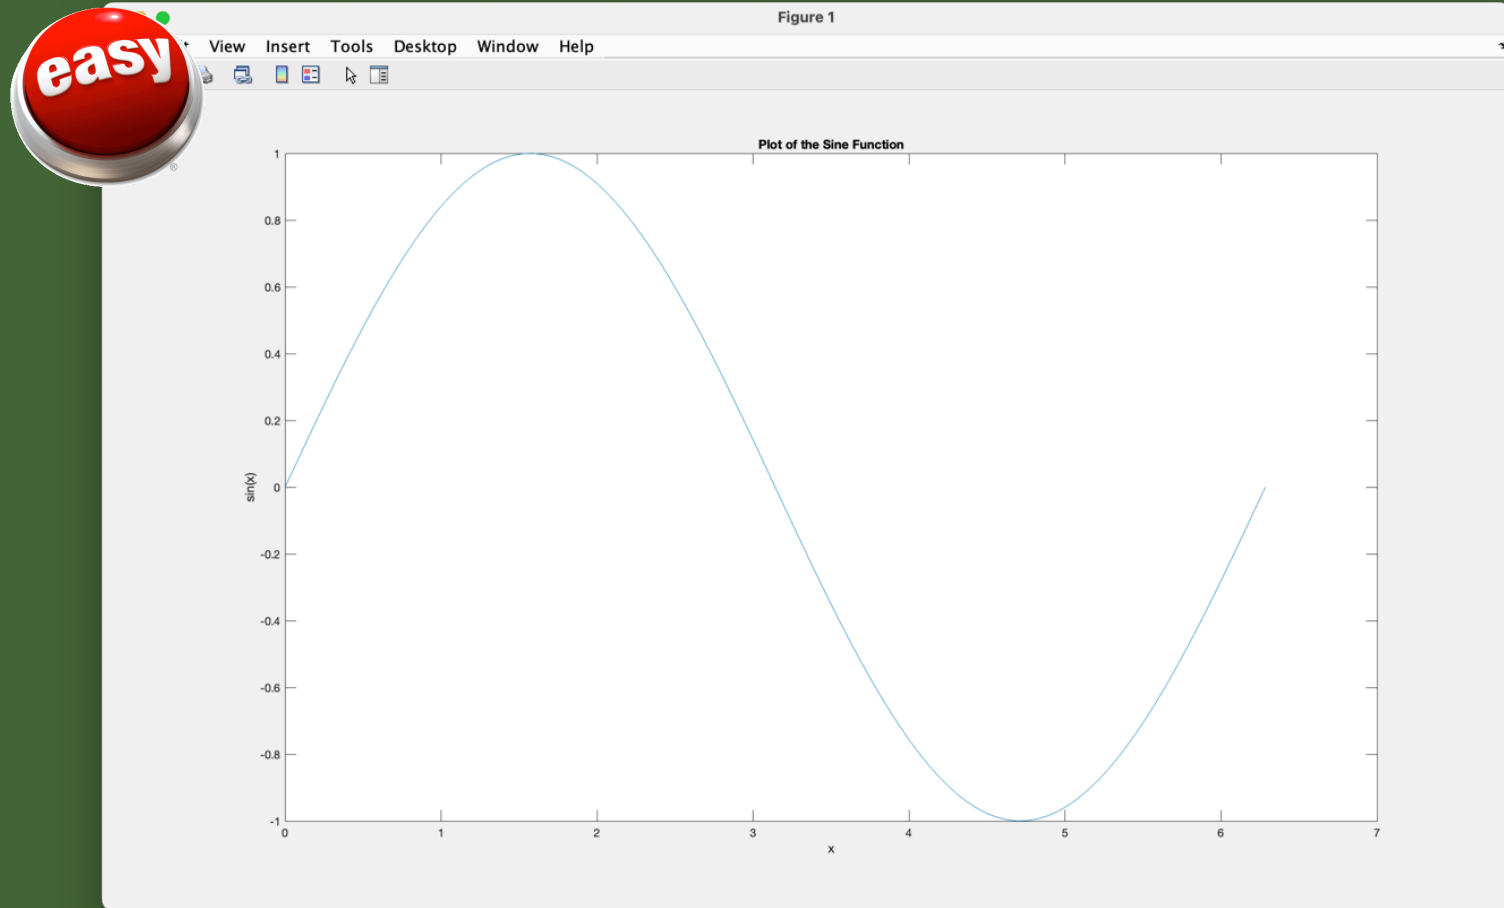 Figure 1
easy
View Insert Tools Desktop Window Help
®
Plot of the Sine Function
1
0.8
0.6
0.4
0.2
0
-0.2
-0.4
-0.6
-0.8
-1
sin(x)
0 1 2 3 4 5 6 7
x